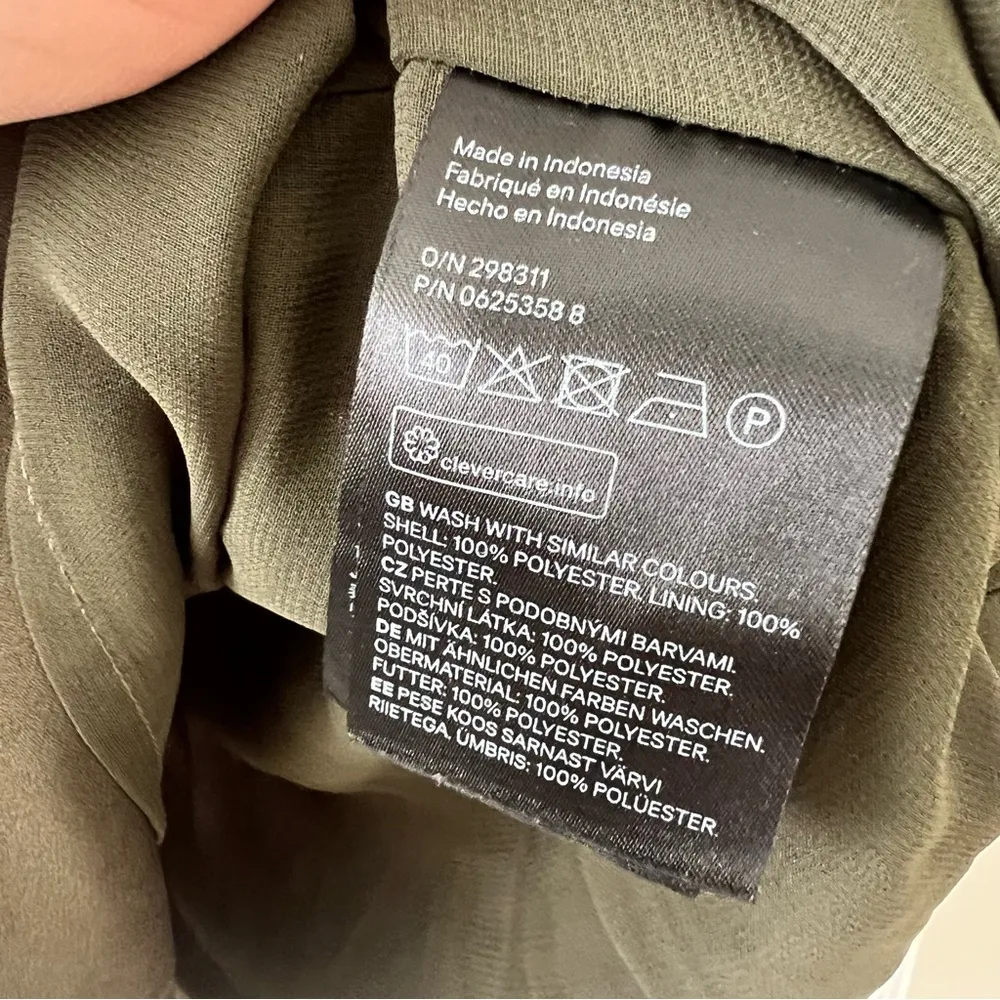 Made in Indonesia
Fabriqué en Indonésie
Hecho en Indonesia
O/N 298311
P/N 0625358 8
40
P
clevercare.info
GB WASH WITH SIMILAR COLOURS.
SHELL: 100% POLYESTER. LINING: 100%
POLYESTER.
CZ PERTE S PODOBNÝMI BARVAMI.
SVRCHNÍ LÁTKA: 100% POLYESTER.
PODŠÍVKA: 100% POLYESTER.
DE MIT ÄHNLICHEN FARBEN WASCHEN.
OBERMATERIAL: 100% POLYESTER.
FUTTER: 100% POLYESTER.
EE PESE KOOS SARNAST VÄRVI
RIIETEGA. ÜMBRIS: 100% POLÜESTER.